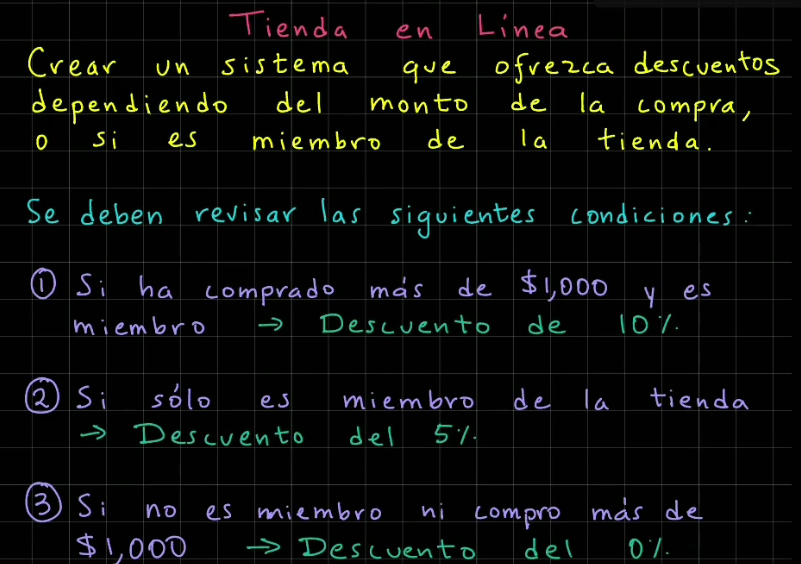 Tienda en Línea
Crear un sistema que ofrezca descuentos
dependiendo del monto de la compra,
o si es miembro de la tienda.
Se deben revisar las siguientes condiciones:
① Si ha comprado más de $1,000 y es
miembro → Descuento de 10%.
② Si sólo es miembro de la tienda
→ Descuento del 5%.
③ Si no es miembro ni compro más de
$1,000 → Descuento del 0%.